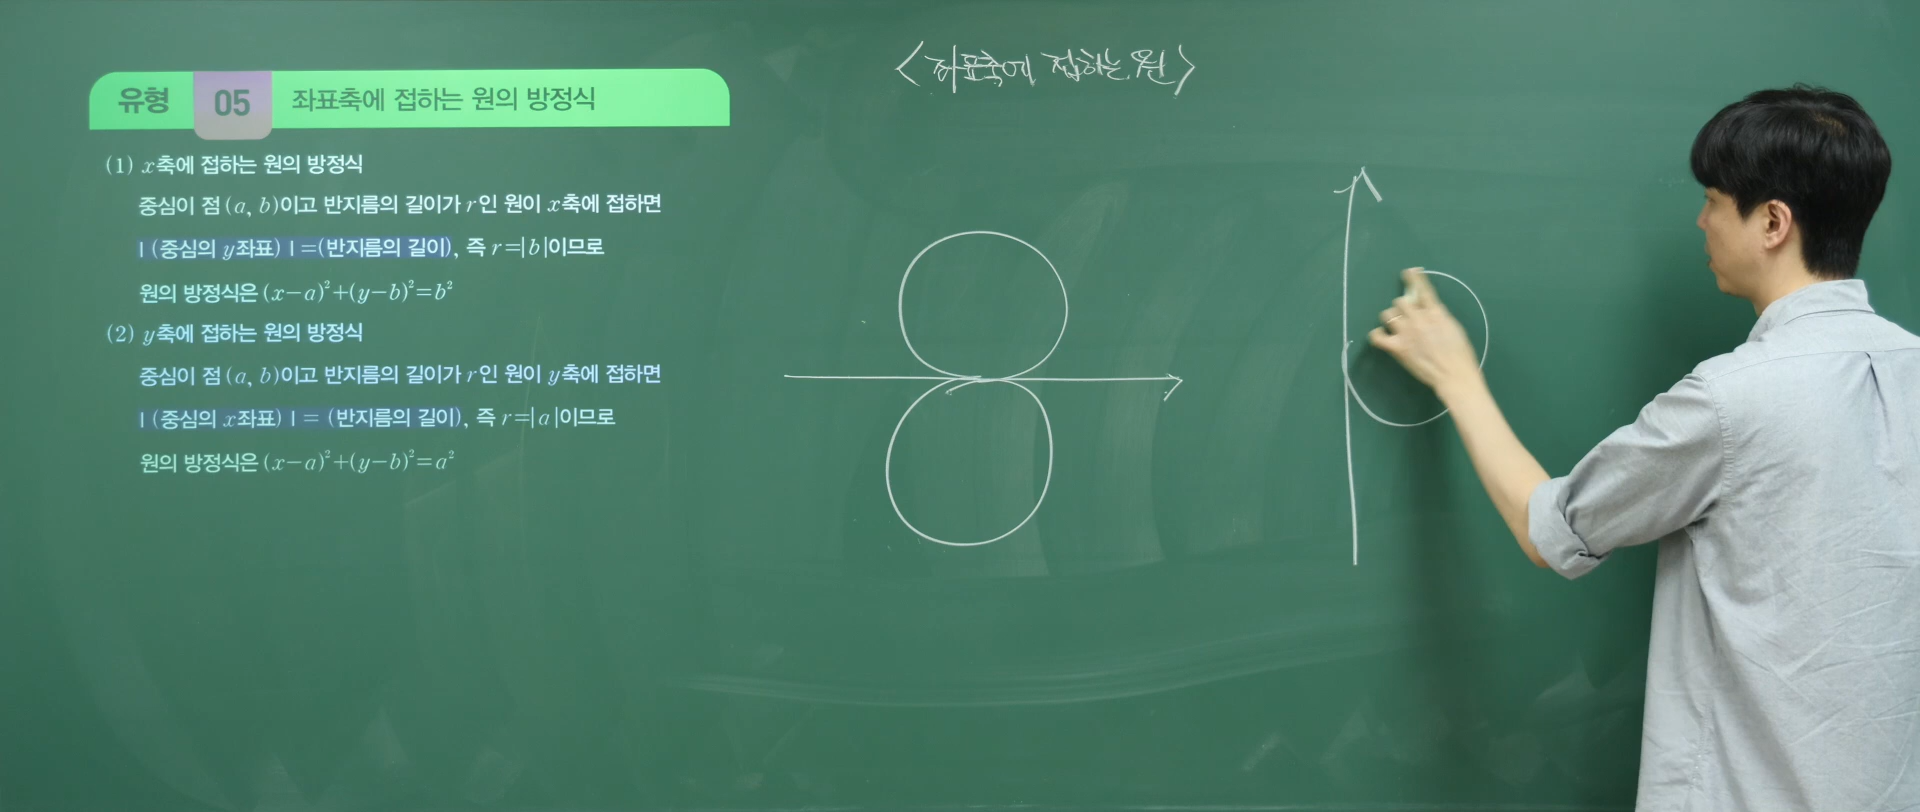 <좌표축에 접하는 원>
유형 05 좌표축에 접하는 원의 방정식
(1) x축에 접하는 원의 방정식
중심이 점 (a, b)이고 반지름의 길이가 r인 원이 x축에 접하면
|(중심의 y좌표)|=(반지름의 길이), 즉 r=|b|이므로
원의 방정식은 (x−a)²+(y−b)²=b²
(2) y축에 접하는 원의 방정식
중심이 점 (a, b)이고 반지름의 길이가 r인 원이 y축에 접하면
|(중심의 x좌표)|= (반지름의 길이), 즉 r=|a|이므로
원의 방정식은 (x−a)²+(y−b)²=a²